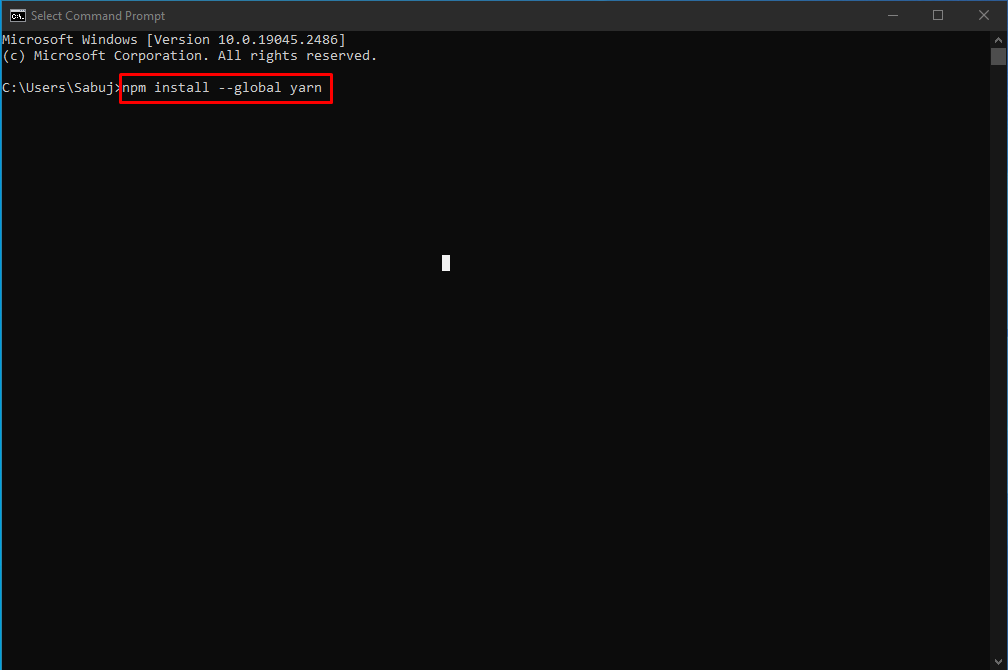 Select Command Prompt
Microsoft Windows [Version 10.0.19045.2486]
(c) Microsoft Corporation. All rights reserved.
C:\Users\Sabuj>npm install --global yarn